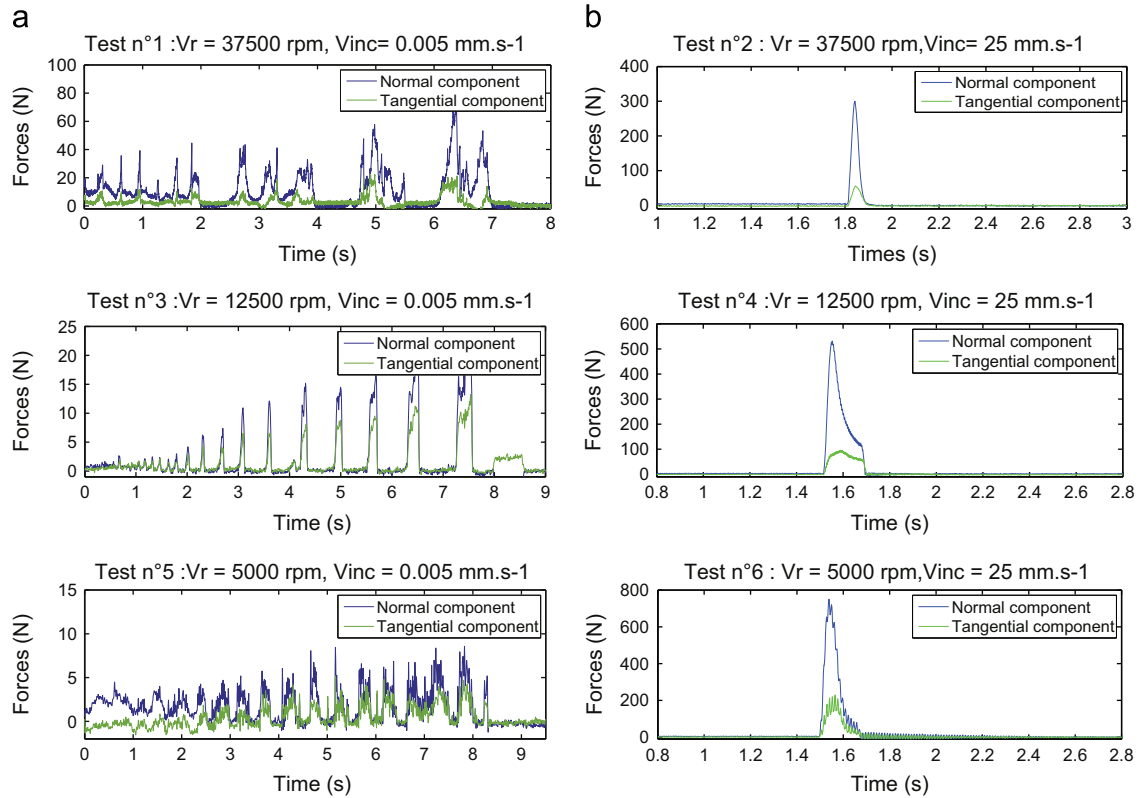 a
Test n°1 :Vr = 37500 rpm, Vinc= 0.005 mm.s-1
Forces (N)
100
80
60
40
20
0
Normal component
Tangential component
0 1 2 3 4 5 6 7 8
Time (s)
b
Test n°2 : Vr = 37500 rpm,Vinc= 25 mm.s-1
Forces (N)
400
300
200
100
0
Normal component
Tangential component
1 1.2 1.4 1.6 1.8 2 2.2 2.4 2.6 2.8 3
Times (s)
Test n°3 :Vr = 12500 rpm, Vinc = 0.005 mm.s-1
Forces (N)
25
20
15
10
5
0
Normal component
Tangential component
0 1 2 3 4 5 6 7 8 9
Time (s)
Test n°4 : Vr = 12500 rpm, Vinc = 25 mm.s-1
Forces (N)
600
500
400
300
200
100
0
Normal component
Tangential component
0.8 1 1.2 1.4 1.6 1.8 2 2.2 2.4 2.6 2.8
Time (s)
Test n°5 :Vr = 5000 rpm, Vinc = 0.005 mm.s-1
Forces (N)
15
10
5
0
Normal component
Tangential component
0 1 2 3 4 5 6 7 8 9
Time (s)
Test n°6 : Vr = 5000 rpm,Vinc = 25 mm.s-1
Forces (N)
800
600
400
200
0
Normal component
Tangential component
0.8 1 1.2 1.4 1.6 1.8 2 2.2 2.4 2.6 2.8
Time (s)